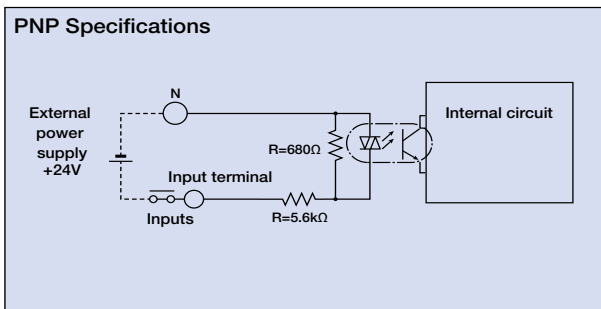 PNP Specifications
N
External
power
supply
+24V
Internal circuit
R=680Ω
Input terminal
Inputs
R=5.6kΩ